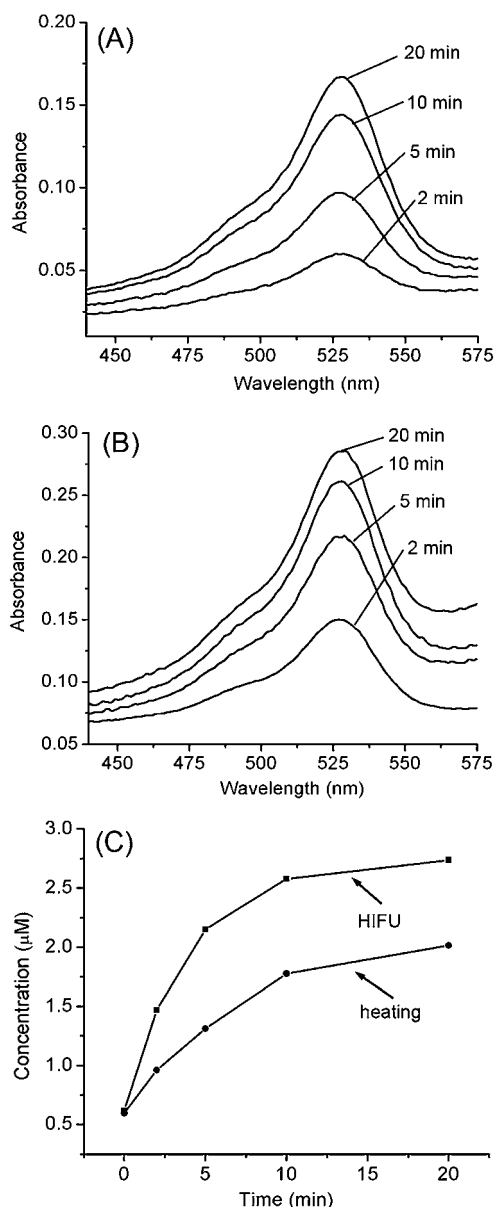 (A)
20 min
10 min
5 min
2 min
Absorbance
0.20
0.15
0.10
0.05
450 475 500 525 550 575
Wavelength (nm)
(B)
20 min
10 min
5 min
2 min
Absorbance
0.30
0.25
0.20
0.15
0.10
0.05
450 475 500 525 550 575
Wavelength (nm)
(C)
HIFU
heating
Concentration (μM)
3.0
2.5
2.0
1.5
1.0
0.5
0 5 10 15 20
Time (min)